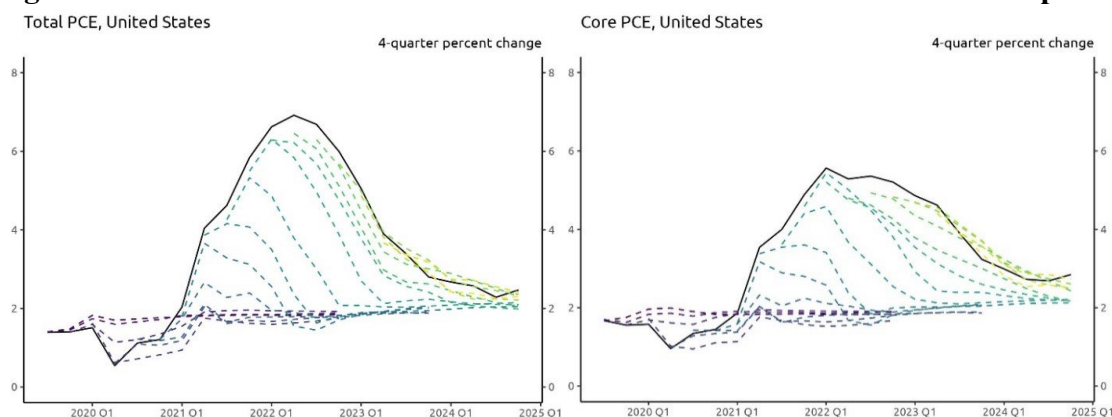 Total PCE, United States
4-quarter percent change
8 8
6 6
4 4
2 2
0 0
2020 Q1 2021 Q1 2022 Q1 2023 Q1 2024 Q1 2025 Q1
Core PCE, United States
4-quarter percent change
8 8
6 6
4 4
2 2
0 0
2020 Q1 2021 Q1 2022 Q1 2023 Q1 2024 Q1 2025 Q1